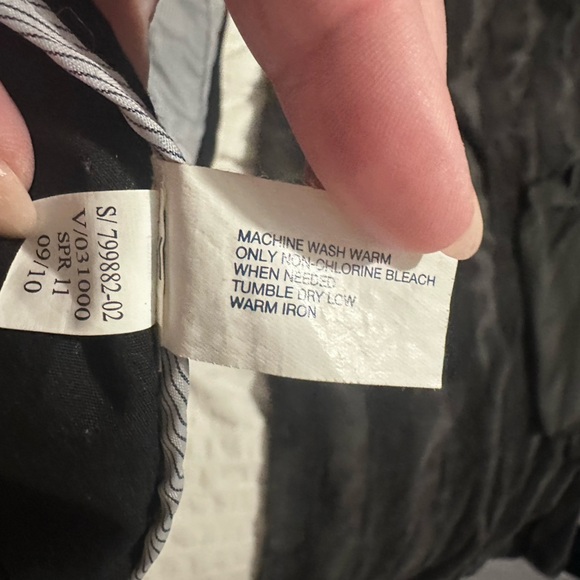 S/799882-02
V/031000
SPR 11
09/10
MACHINE WASH WARM
ONLY NON-CHLORINE BLEACH
WHEN NEEDED
TUMBLE DRY LOW
WARM IRON